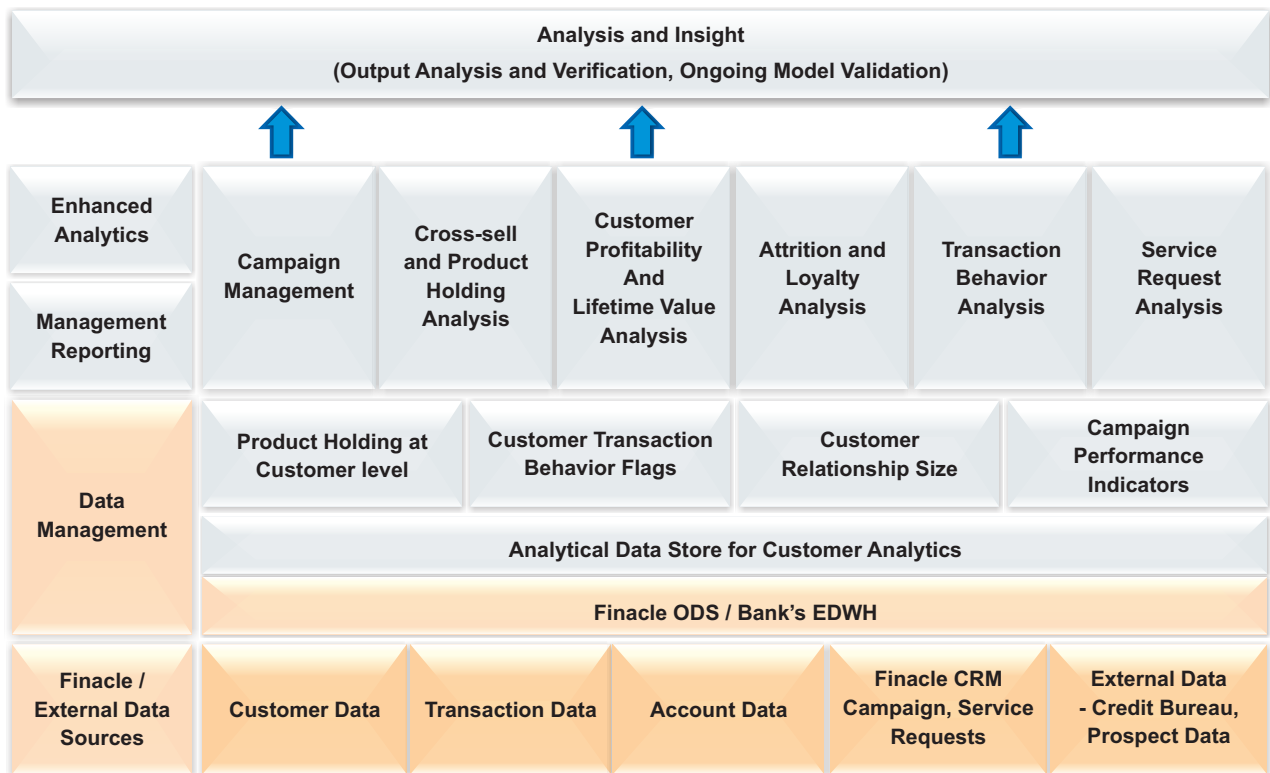 Analysis and Insight
(Output Analysis and Verification, Ongoing Model Validation)
Enhanced
Analytics
Management
Reporting
Campaign
Management
Cross-sell
and Product
Holding
Analysis
Customer
Profitability
And
Lifetime Value
Analysis
Attrition and
Loyalty
Analysis
Transaction
Behavior
Analysis
Service
Request
Analysis
Data
Management
Product Holding at
Customer level
Customer Transaction
Behavior Flags
Customer
Relationship Size
Campaign
Performance
Indicators
Analytical Data Store for Customer Analytics
Finacle ODS / Bank's EDWH
Finacle /
External Data
Sources
Customer Data
Transaction Data
Account Data
Finacle CRM
Campaign, Service
Requests
External Data
- Credit Bureau,
Prospect Data